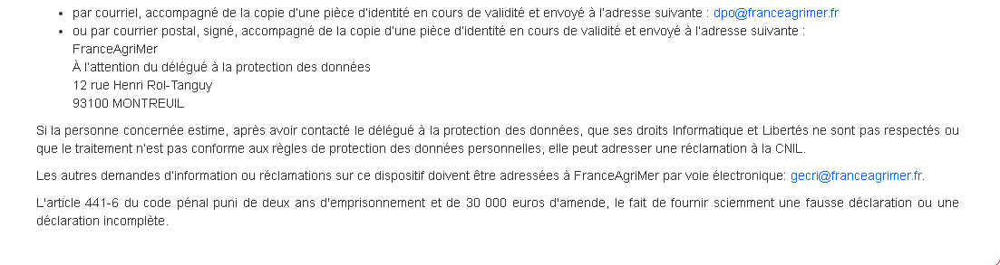 par courriel, accompagné de la copie d'une pièce d'identité en cours de validité et envoyé à l'adresse suivante : dpo@franceagrimer.fr
ou par courrier postal, signé, accompagné de la copie d'une pièce d'identité en cours de validité et envoyé à l'adresse suivante :
FranceAgriMer
À l'attention du délégué à la protection des données
12 rue Henri Rol-Tanguy
93100 MONTREUIL
Si la personne concernée estime, après avoir contacté le délégué à la protection des données, que ses droits Informatique et Libertés ne sont pas respectés ou
que le traitement n'est pas conforme aux règles de protection des données personnelles, elle peut adresser une réclamation à la CNIL.
Les autres demandes d'information ou réclamations sur ce dispositif doivent être adressées à FranceAgriMer par voie électronique: gecri@franceagrimer.fr.
L'article 441-6 du code pénal puni de deux ans d'emprisonnement et de 30 000 euros d'amende, le fait de fournir sciemment une fausse déclaration ou une
déclaration incomplète.